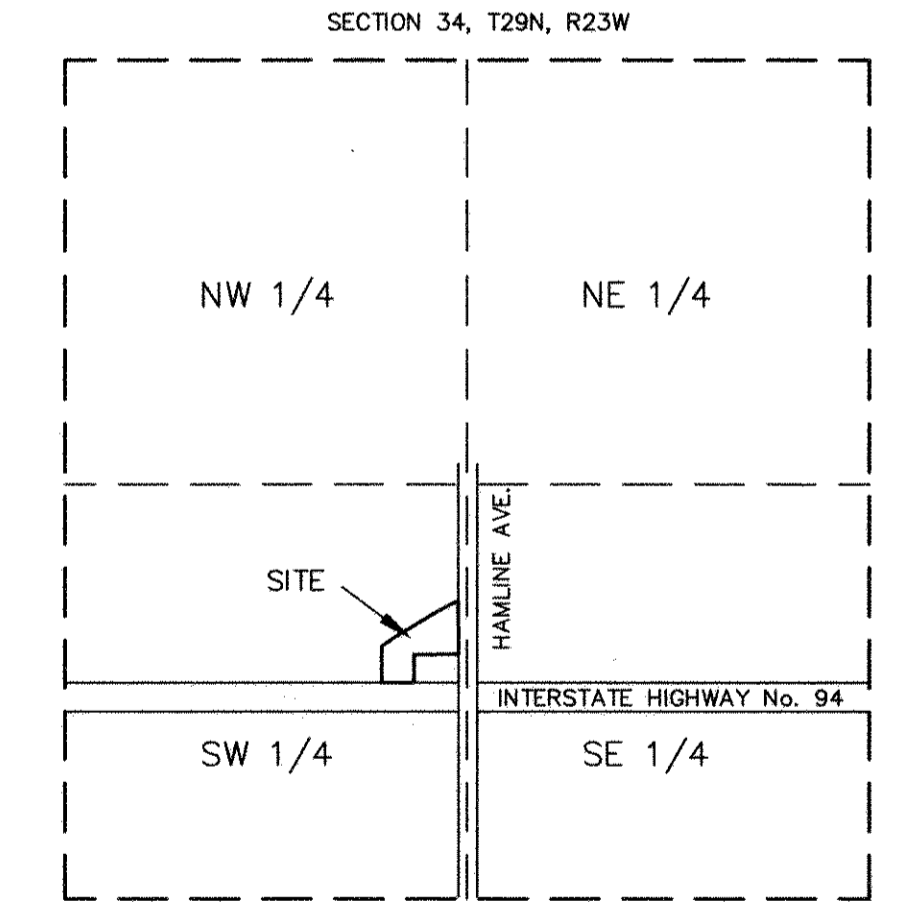 SECTION 34, T29N, R23W
NW 1/4
NE 1/4
HAMLINE AVE.
SITE
INTERSTATE HIGHWAY No. 94
SW 1/4
SE 1/4